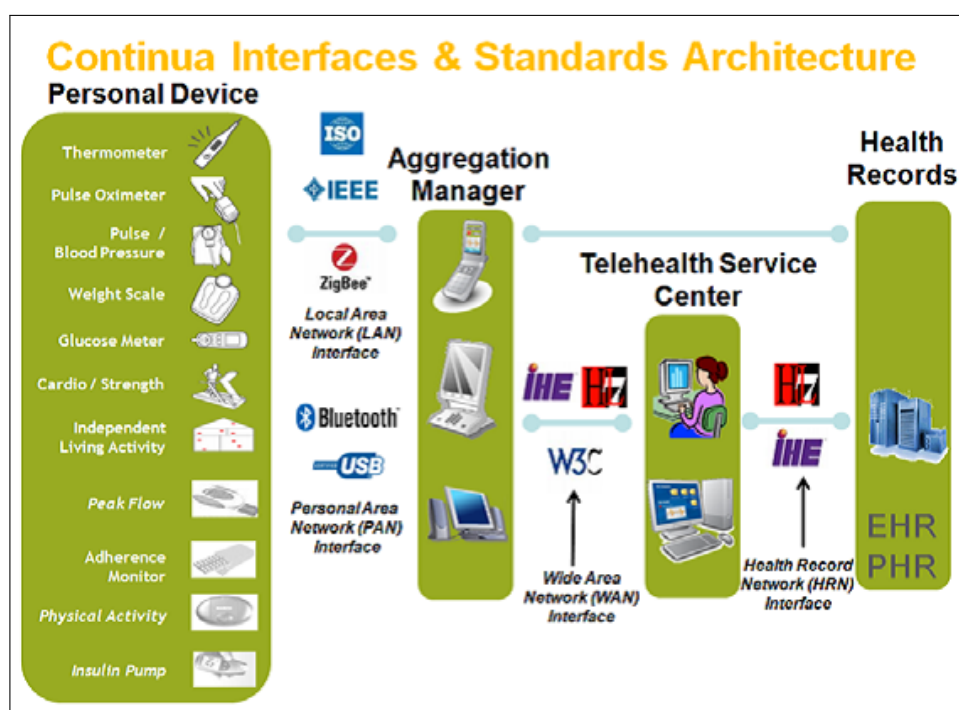 Continua Interfaces & Standards Architecture
Personal Device
Thermometer
Pulse Oximeter
Pulse /
Blood Pressure
Weight Scale
Glucose Meter
Cardio / Strength
Independent
Living Activity
Peak Flow
Adherence
Monitor
Physical Activity
Insulin Pump
ISO
IEEE
ZigBee™
Local Area
Network (LAN)
Interface
Bluetooth™
USB
Personal Area
Network (PAN)
Interface
Aggregation
Manager
IHE HL7
W3C
Wide Area
Network (WAN)
Interface
Telehealth Service
Center
HL7
IHE
Health Record
Network (HRN)
Interface
Health
Records
EHR
PHR